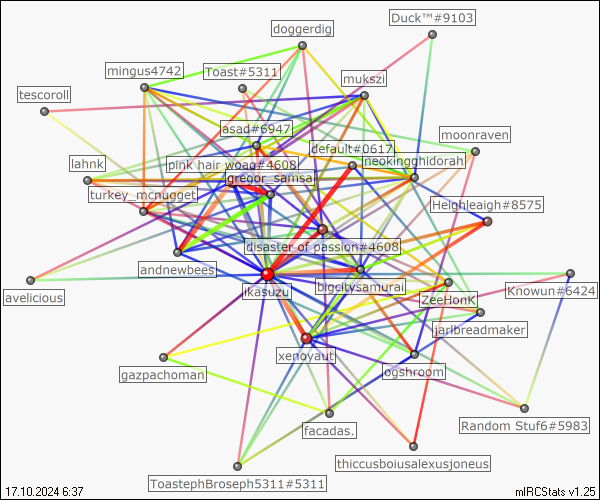 Duck™#9103
doggerdig
mingus4742
Toast#5311
mukszi
tescoroll
asad#6947
default#0617
moonraven
lahnk
pink hair woao#4608
neokingghidorah
gregor_samsa
turkey_mcnugget
Heighleaigh#8575
disaster of passion#4608
andnewbees
ikasuzu
bigcitysamurai
ZeeHonK
Knowun#6424
avelicious
jarlbreadmaker
xenoyaut
ogshroom
gazpachoman
facadas.
Random Stuf6#5983
thiccusboiusalexusjoneus
ToastephBroseph5311#5311
17.10.2024 6:37
mIRCStats v1.25